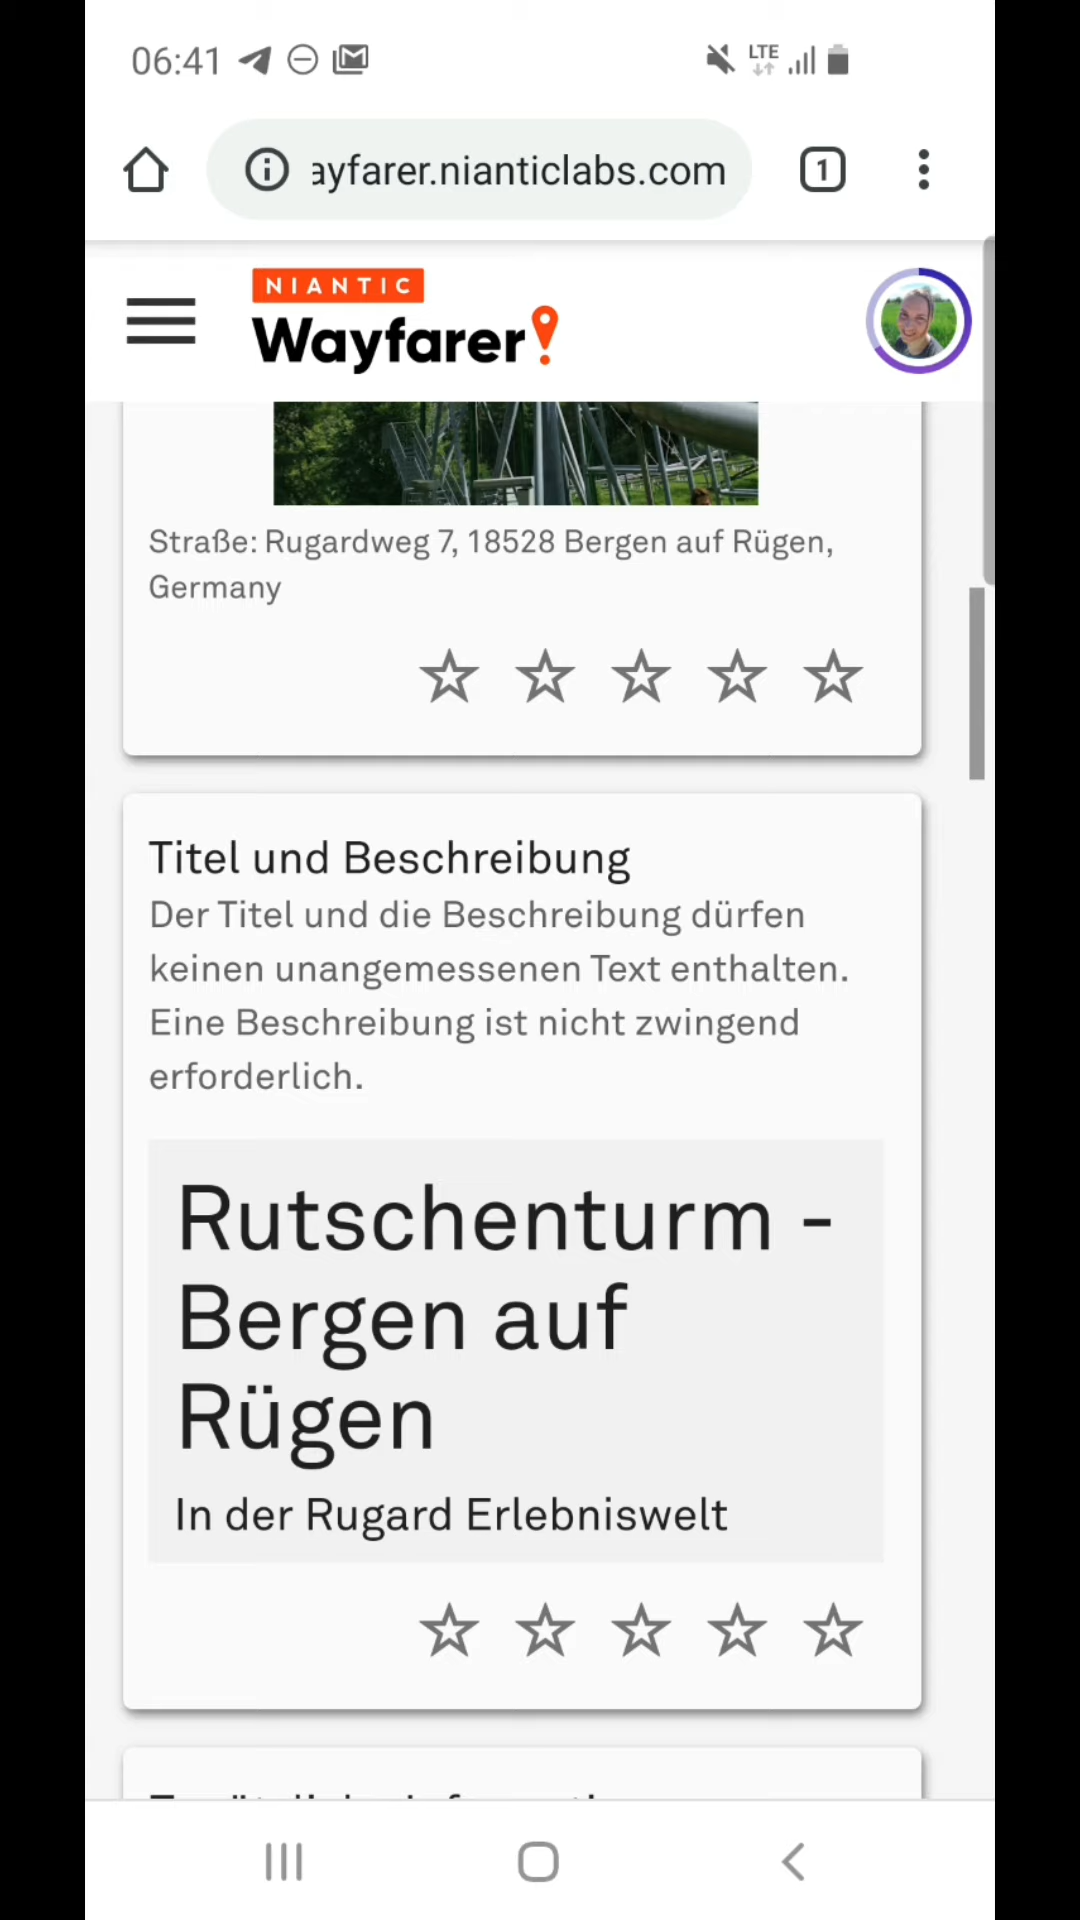 06:41
LTE
ayfarer.nianticlabs.com
1
NIANTIC
Wayfarer
Straße: Rugardweg 7, 18528 Bergen auf Rügen,
Germany
Titel und Beschreibung
Der Titel und die Beschreibung dürfen
keinen unangemessenen Text enthalten.
Eine Beschreibung ist nicht zwingend
erforderlich.
Rutschenturm -
Bergen auf
Rügen
In der Rugard Erlebniswelt